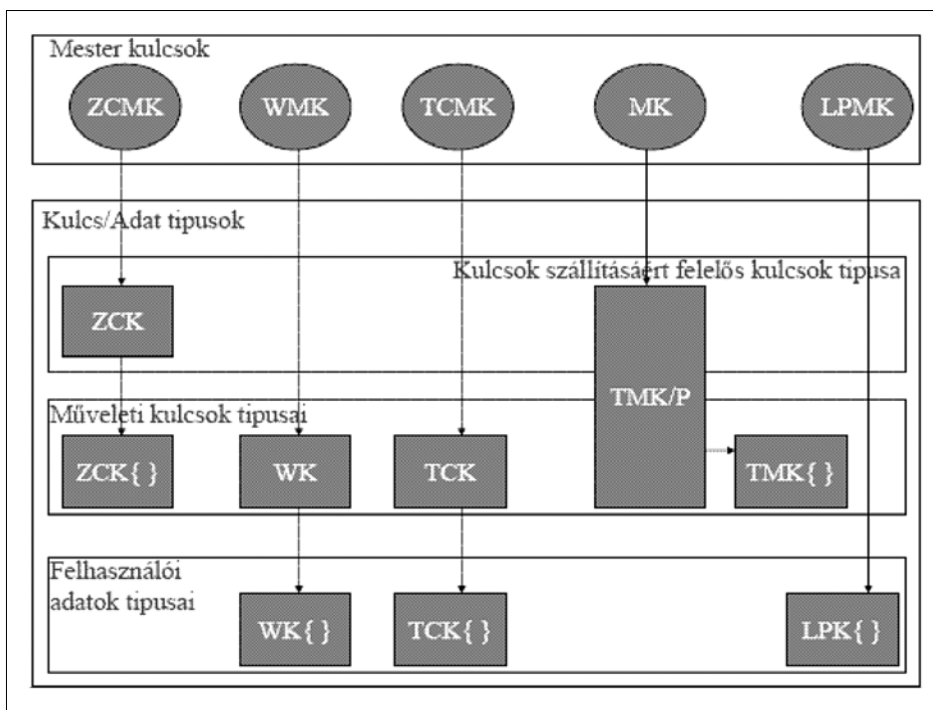 Mester kulcsok
ZCMK WMK TCMK MK LPMK
Kulcs/Adat tipusok
Kulcsok szállításáért felelős kulcsok tipusa
ZCK
TMK/P
Műveleti kulcsok tipusai
ZCK{ } WK TCK TMK{ }
Felhasználói
adatok tipusai
WK{ } TCK{ } LPK{ }